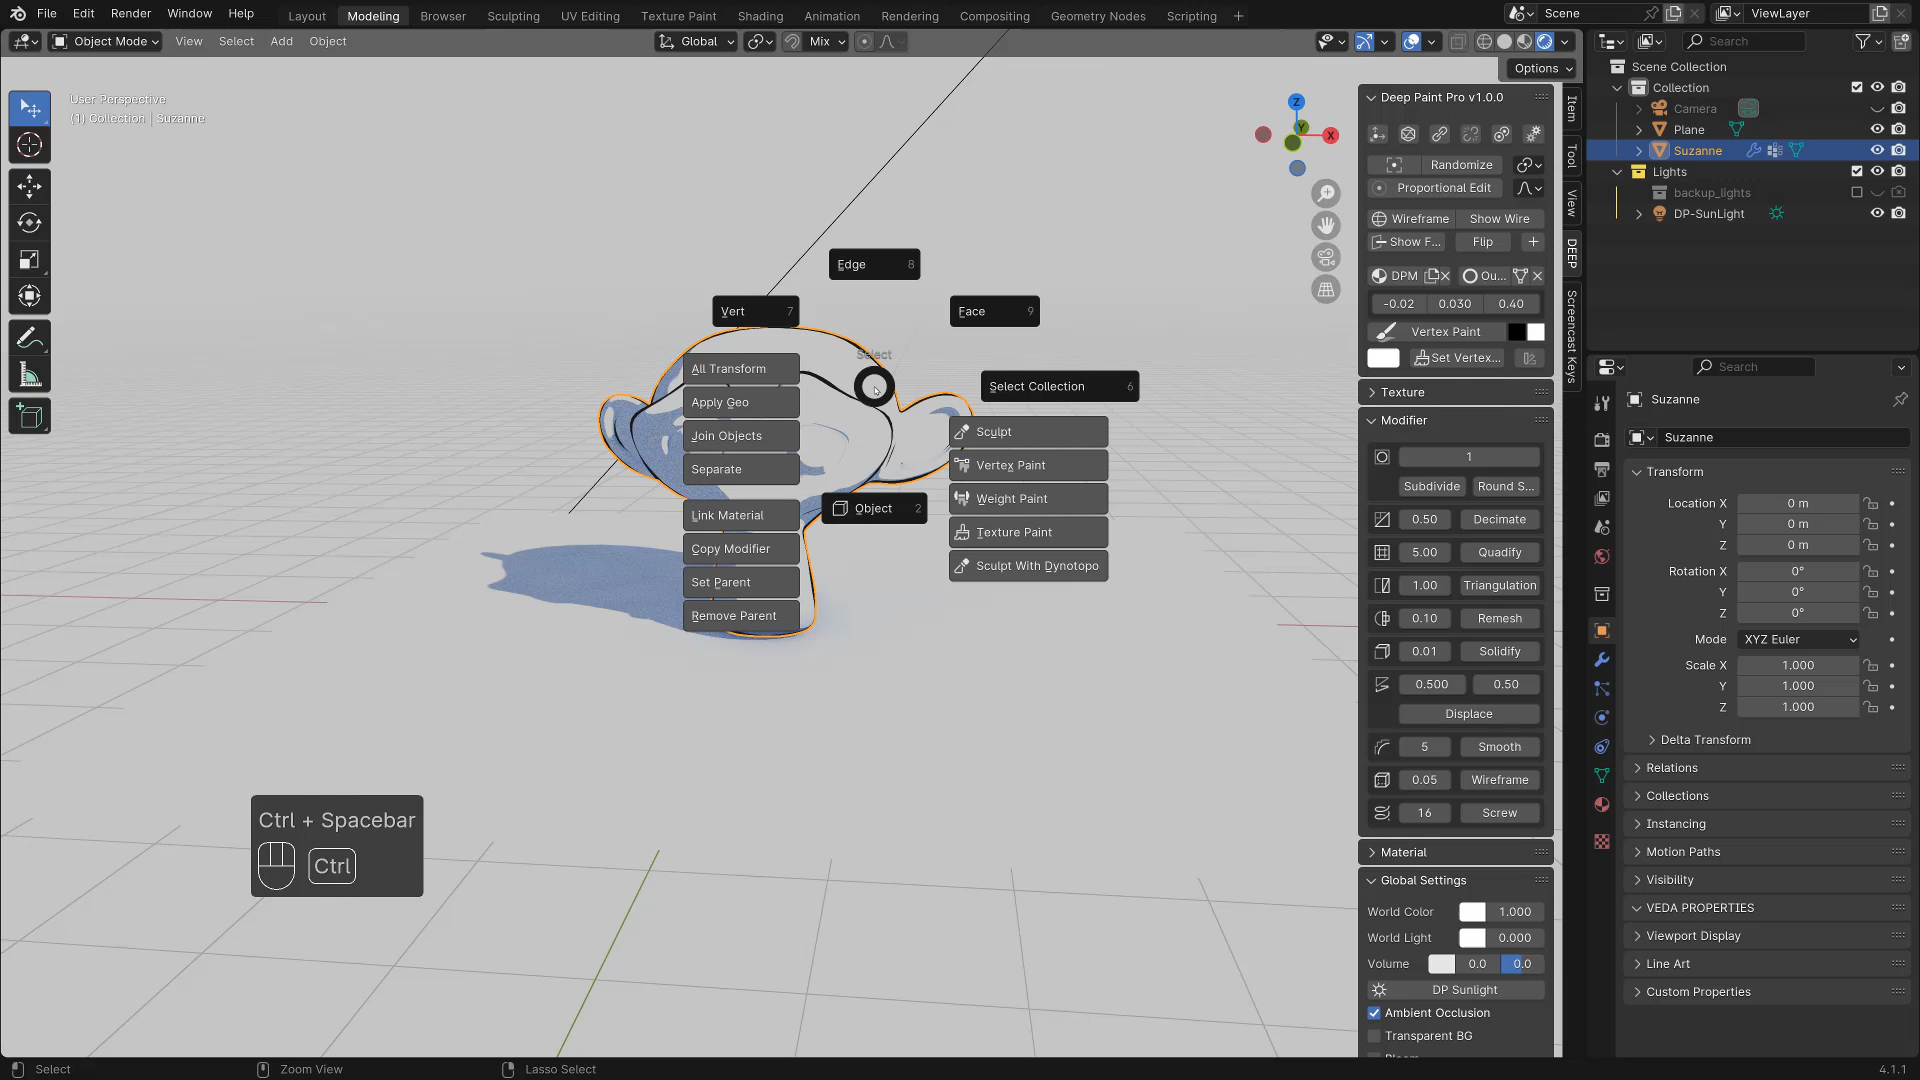 File Edit Render Window Help Layout Modeling Browser Sculpting UV Editing Texture Paint Shading Animation Rendering Compositing Geometry Nodes Scripting + Scene ViewLayer
Object Mode View Select Add Object Global Mix Search
Options
User Perspective
(1) Collection | Suzanne
Z
Y
X
Edge 8
Vert 7
Face 9
Select
Select Collection 6
All Transform
Apply Geo
Join Objects
Separate
Link Material
Copy Modifier
Set Parent
Remove Parent
Object 2
Sculpt
Vertex Paint
Weight Paint
Texture Paint
Sculpt With Dynotopo
Ctrl + Spacebar
Ctrl
Deep Paint Pro v1.0.0
Randomize
Proportional Edit
Wireframe Show Wire
Show F... Flip +
DPM Ou...
-0.02 0.030 0.40
Vertex Paint
Set Vertex...
Texture
Modifier
1
Subdivide Round S...
0.50 Decimate
5.00 Quadify
1.00 Triangulation
0.10 Remesh
0.01 Solidify
0.500 0.50
Displace
5 Smooth
0.05 Wireframe
16 Screw
Material
Global Settings
World Color 1.000
World Light 0.000
Volume 0.0 0.0
DP Sunlight
Ambient Occlusion
Transparent BG
Item
Tool
View
DEEP
Screencast Keys
Scene Collection
Collection
Camera
Plane
Suzanne
Lights
backup_lights
DP-SunLight
Search
Suzanne
Suzanne
Transform
Location X 0 m
Y 0 m
Z 0 m
Rotation X 0°
Y 0°
Z 0°
Mode XYZ Euler
Scale X 1.000
Y 1.000
Z 1.000
Delta Transform
Relations
Collections
Instancing
Motion Paths
Visibility
VEDA PROPERTIES
Viewport Display
Line Art
Custom Properties
Select Zoom View Lasso Select 4.1.1